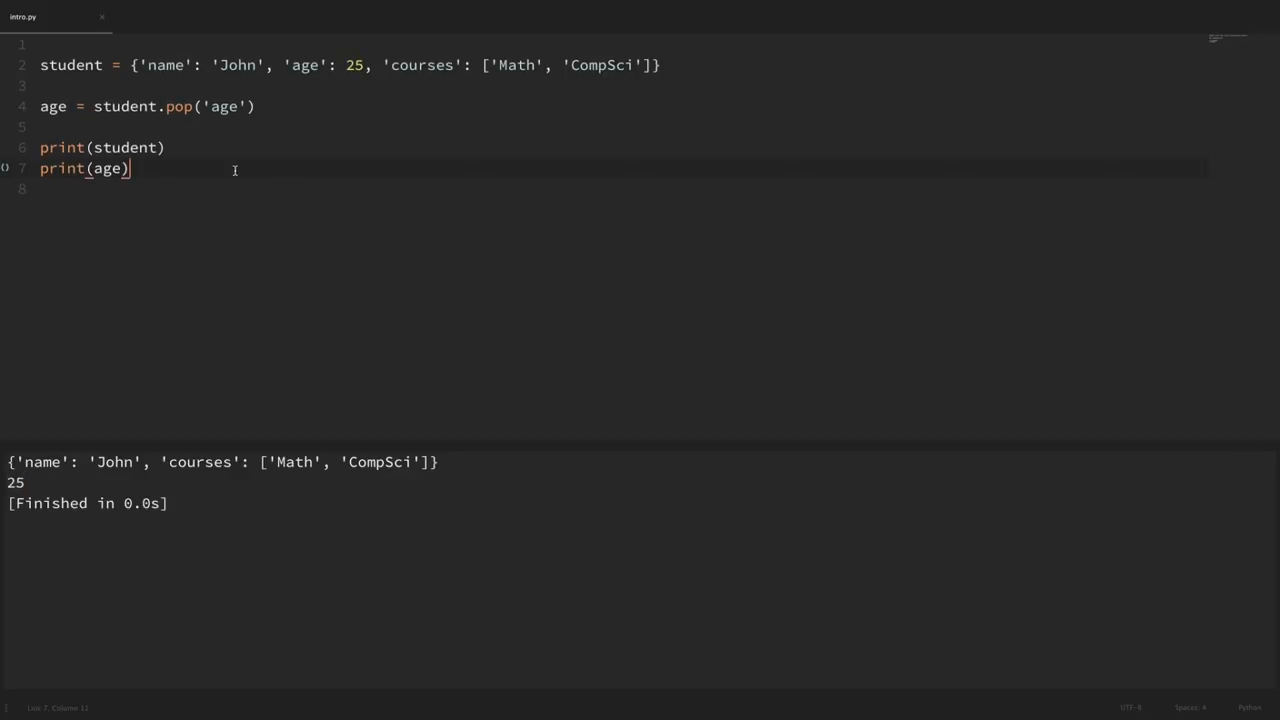 intro.py ×
1
2 student = {'name': 'John', 'age': 25, 'courses': ['Math', 'CompSci']}
3
4 age = student.pop('age')
5
6 print(student)
7 print(age)
8
{'name': 'John', 'courses': ['Math', 'CompSci']}
25
[Finished in 0.0s]
Line 7, Column 11 UTF-8 Spaces: 4 Python